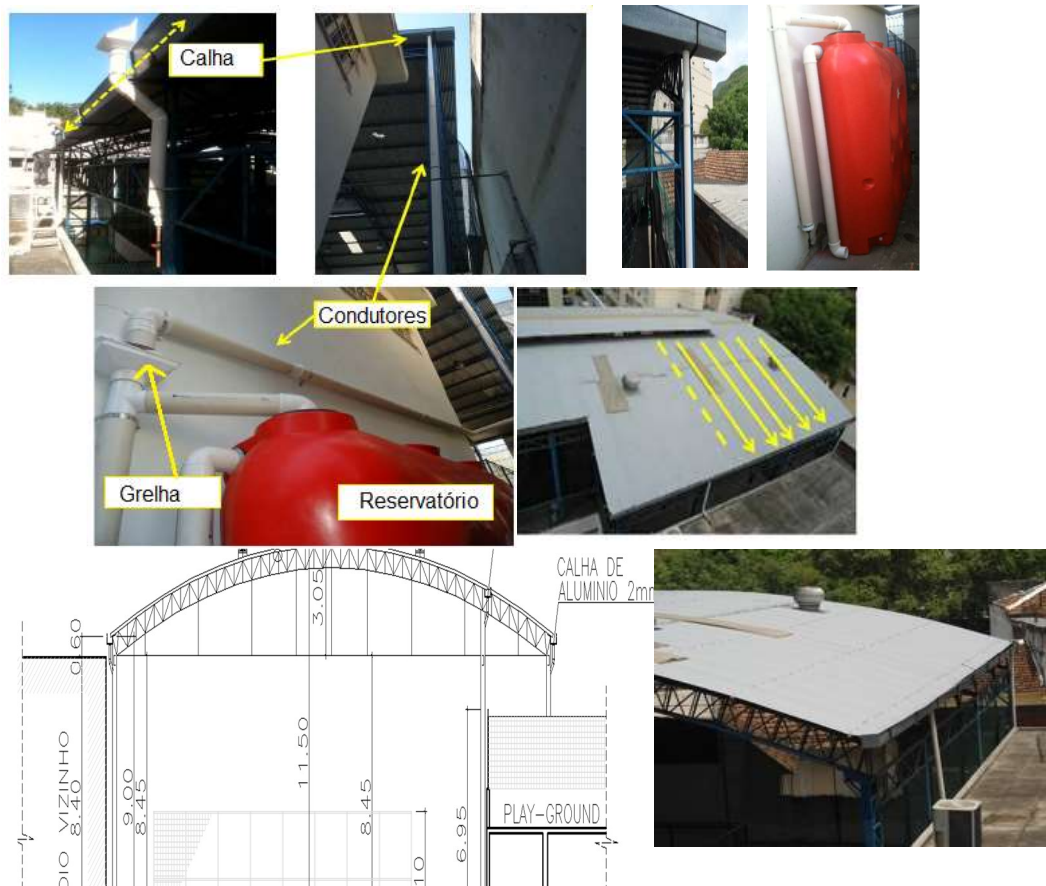 Calha
Condutores
Grelha
Reservatório
CALHA DE
ALUMINIO 2mm
3.05
0.60
VIZINHO
8.40
9.00
8.45
11.50
8.45
6.95
PLAY-GROUND
10